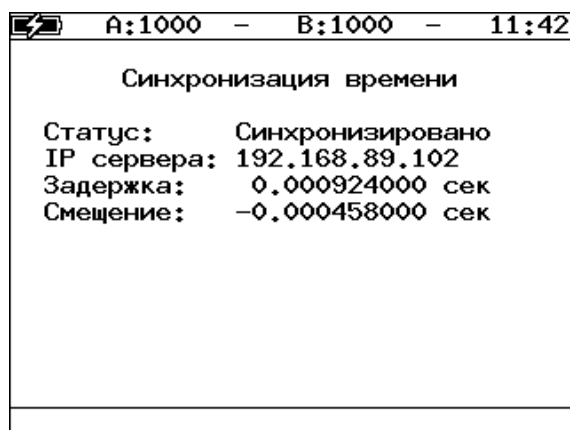 A:1000 – B:1000 – 11:42
Синхронизация времени
Статус: Синхронизировано
IP сервера: 192.168.89.102
Задержка: 0.000924000 сек
Смещение: -0.000458000 сек